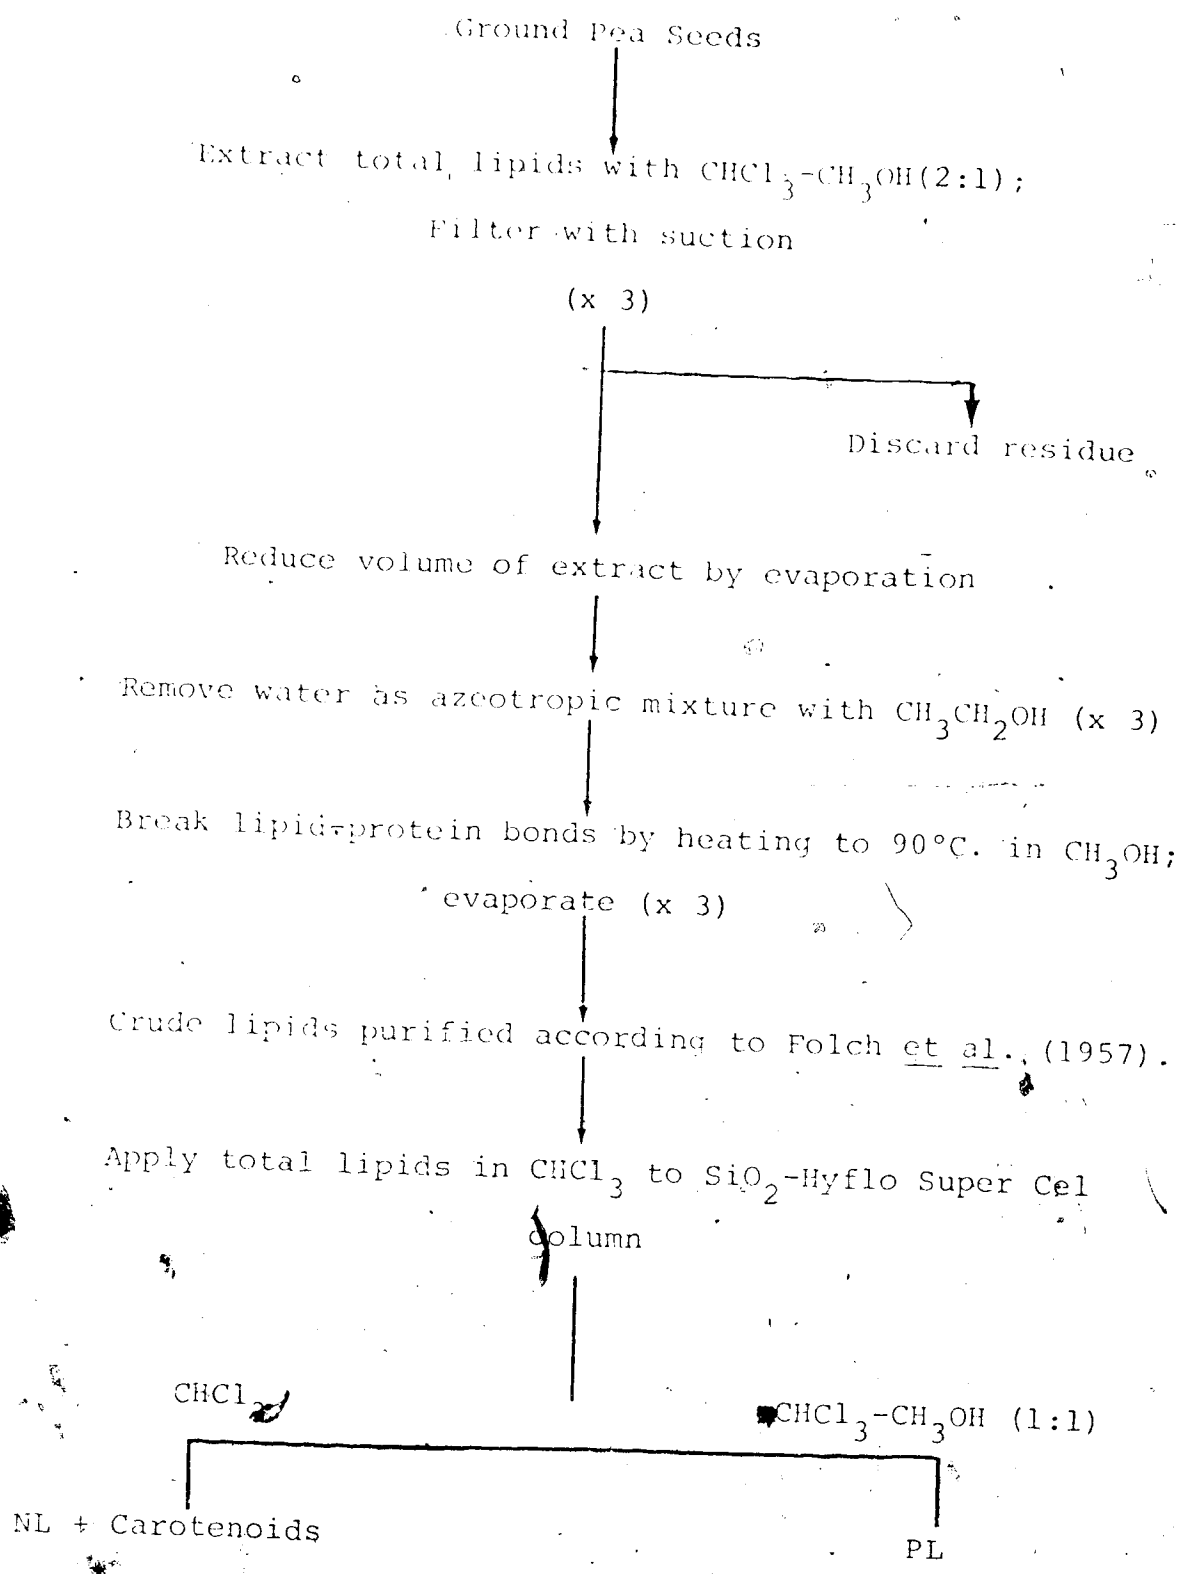 Ground Pea Seeds
Extract total lipids with CHCl3-CH3OH(2:1);
Filter with suction
(x 3)
Discard residue
Reduce volume of extract by evaporation
Remove water as azeotropic mixture with CH3CH2OH (x 3)
Break lipid-protein bonds by heating to 90°C. in CH3OH;
evaporate (x 3)
Crude lipids purified according to Folch et al., (1957).
Apply total lipids in CHCl3 to SiO2-Hyflo Super Cel
column
CHCl3
CHCl3-CH3OH (1:1)
NL + Carotenoids
PL